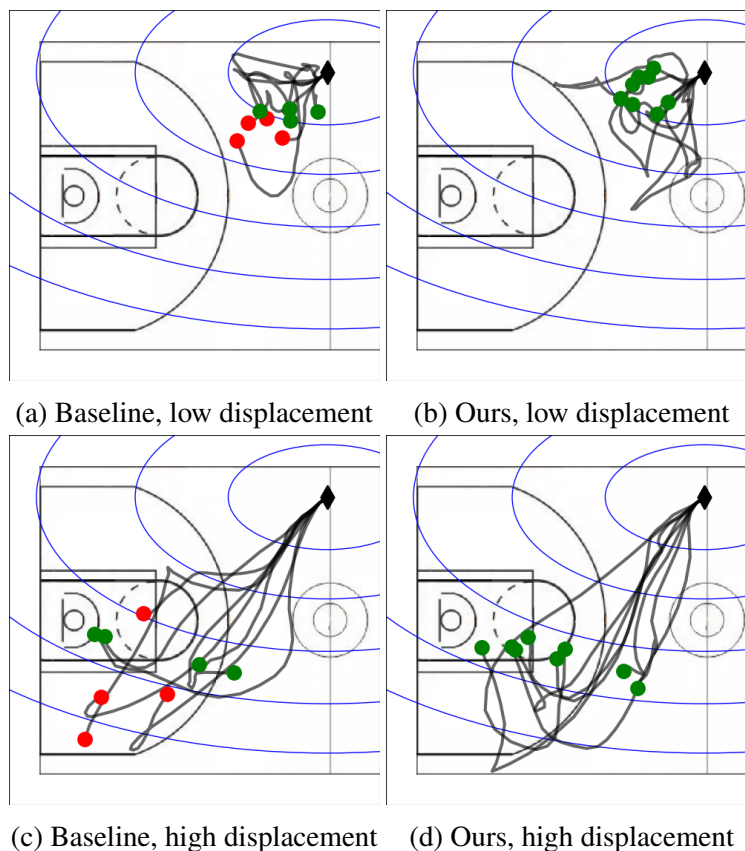 (a) Baseline, low displacement
(b) Ours, low displacement
(c) Baseline, high displacement
(d) Ours, high displacement